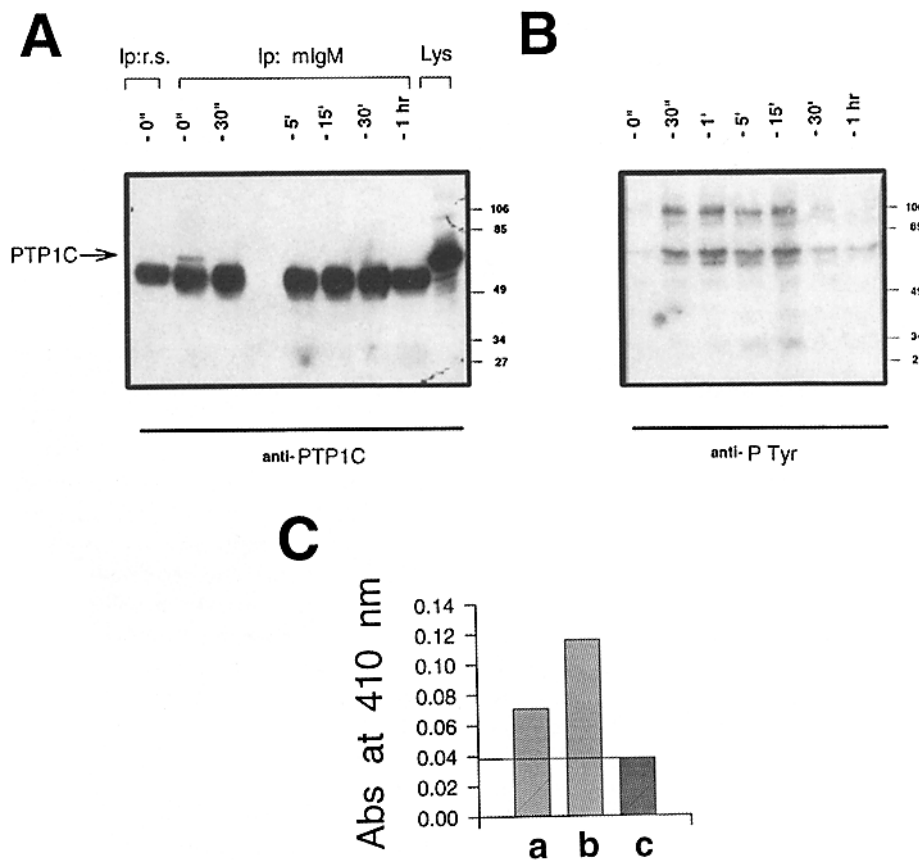 A
Ip:r.s. Ip: mIgM Lys
- 0" - 0" - 30" - 5' - 15' - 30' - 1 hr
PTP1C
106
85
49
34
27
anti-PTP1C
B
- 0" - 30" - 1' - 5' - 15' - 30' - 1 hr
49
34
anti- P Tyr
C
Abs at 410 nm
0.14
0.12
0.10
0.08
0.06
0.04
0.02
0.00
a b c